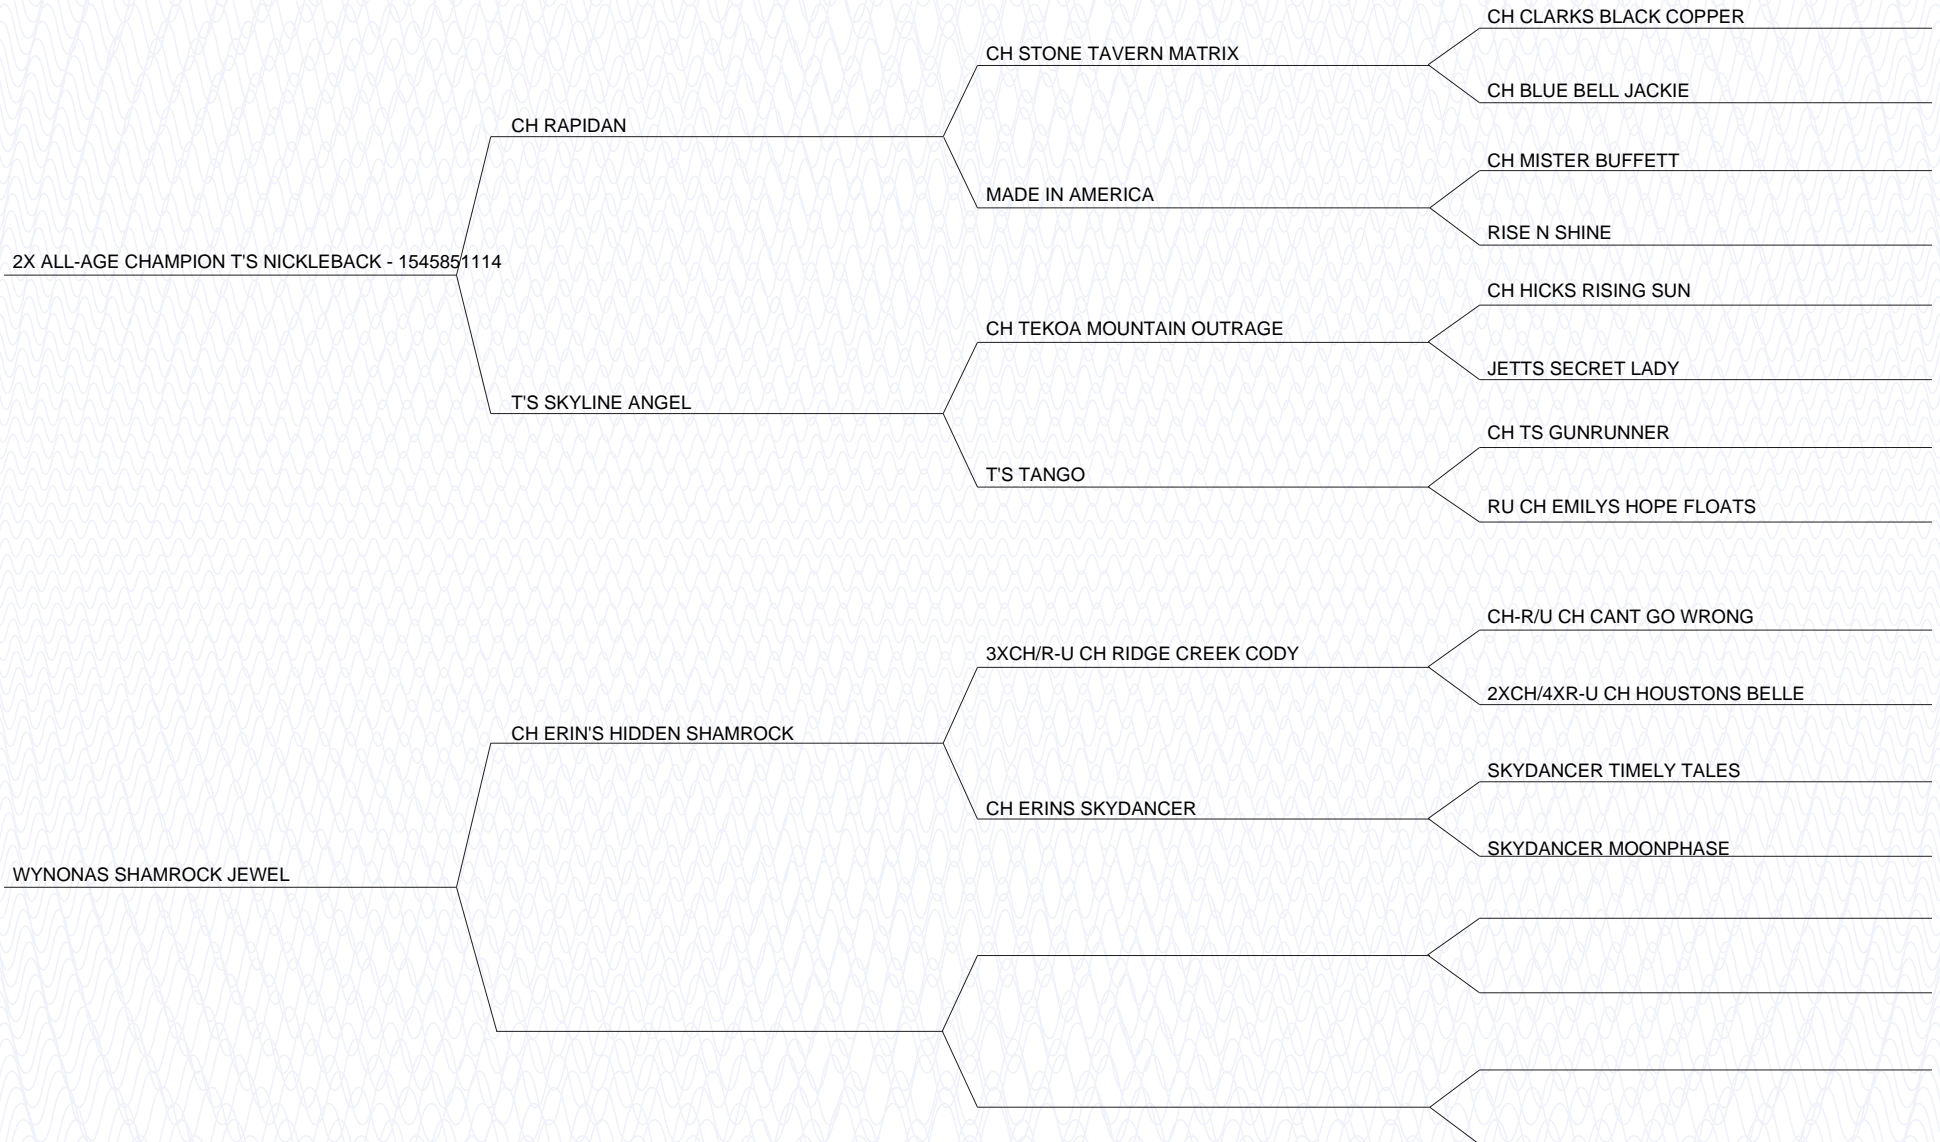 CH CLARKS BLACK COPPER
CH STONE TAVERN MATRIX
CH BLUE BELL JACKIE
CH RAPIDAN
CH MISTER BUFFETT
MADE IN AMERICA
RISE N SHINE
2X ALL-AGE CHAMPION T'S NICKLEBACK - 1545851114
CH HICKS RISING SUN
CH TEKOA MOUNTAIN OUTRAGE
JETTS SECRET LADY
T'S SKYLINE ANGEL
CH TS GUNRUNNER
T'S TANGO
RU CH EMILYS HOPE FLOATS
CH-R/U CH CANT GO WRONG
3XCH/R-U CH RIDGE CREEK CODY
2XCH/4XR-U CH HOUSTONS BELLE
CH ERIN'S HIDDEN SHAMROCK
SKYDANCER TIMELY TALES
CH ERINS SKYDANCER
SKYDANCER MOONPHASE
WYNONAS SHAMROCK JEWEL